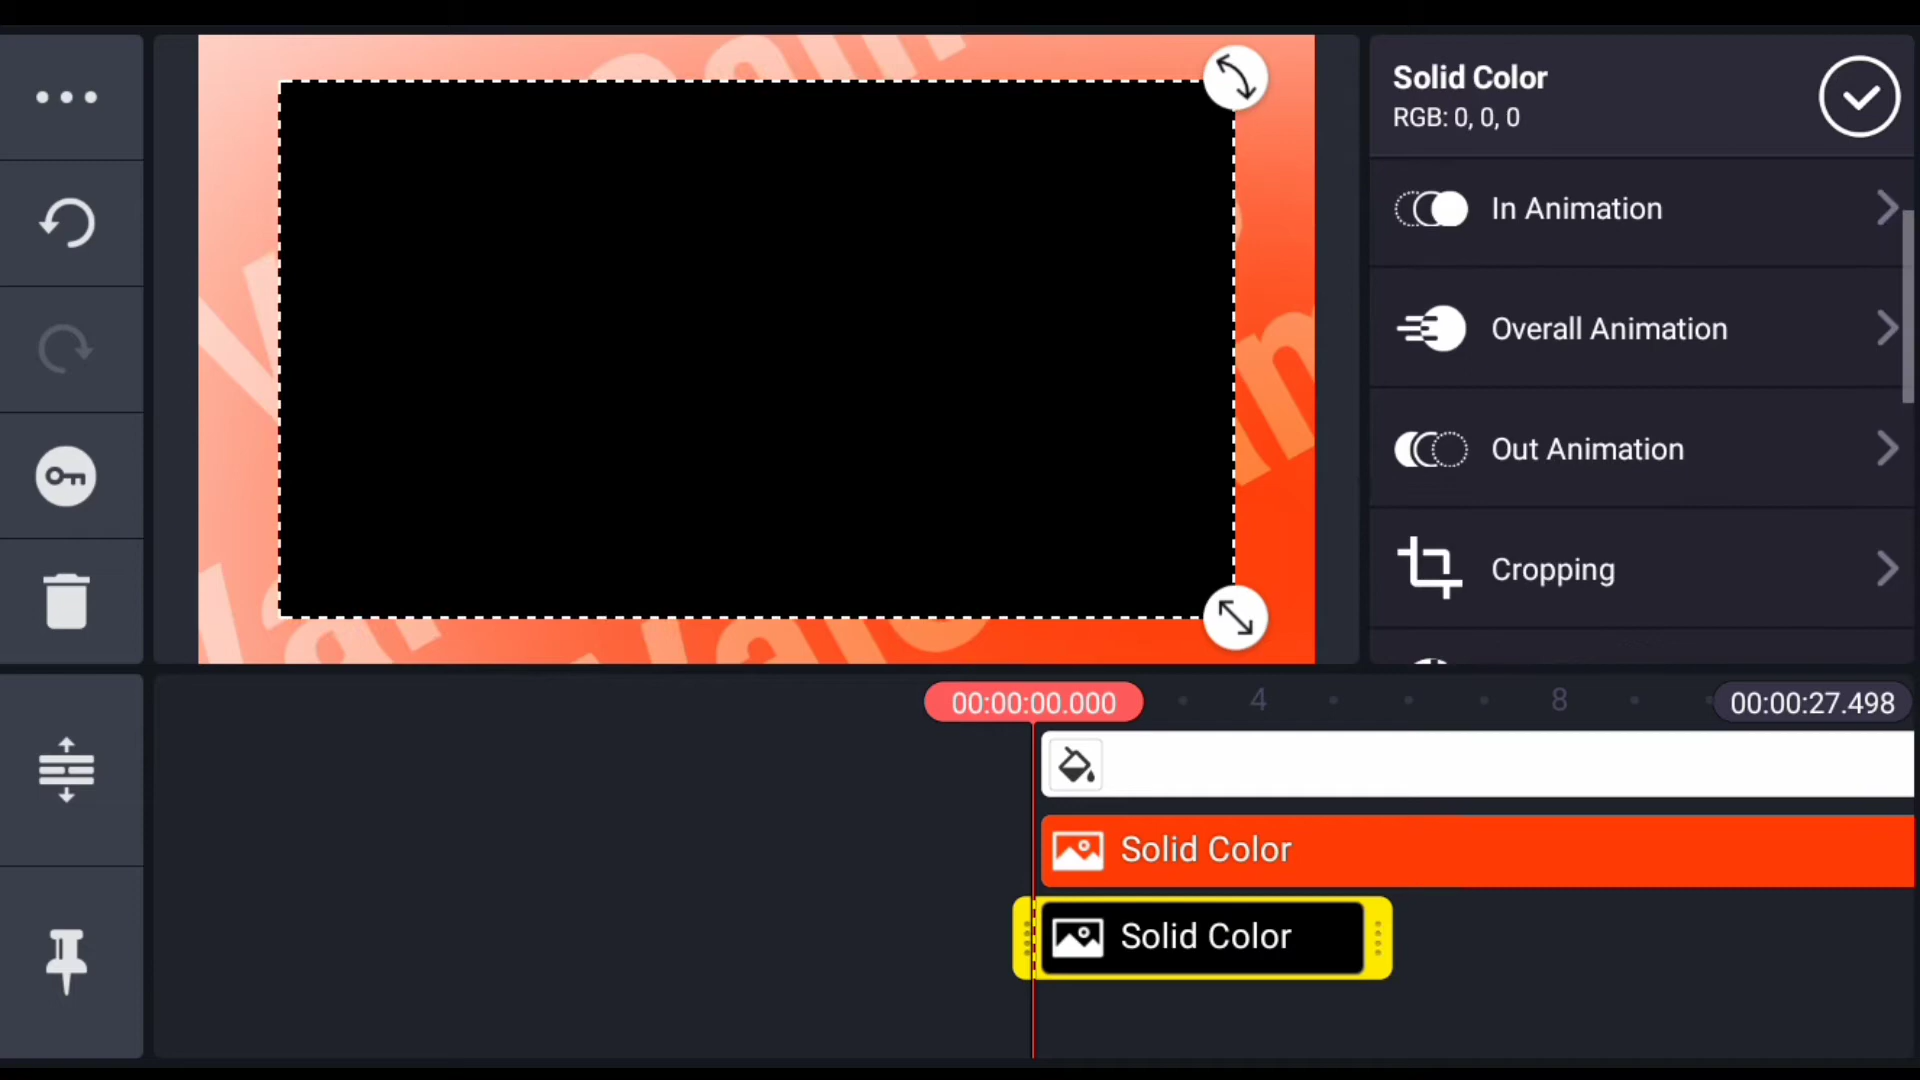 Solid Color
RGB: 0, 0, 0
In Animation
Overall Animation
Out Animation
Cropping
00:00:00.000
4
8
00:00:27.498
Solid Color
Solid Color